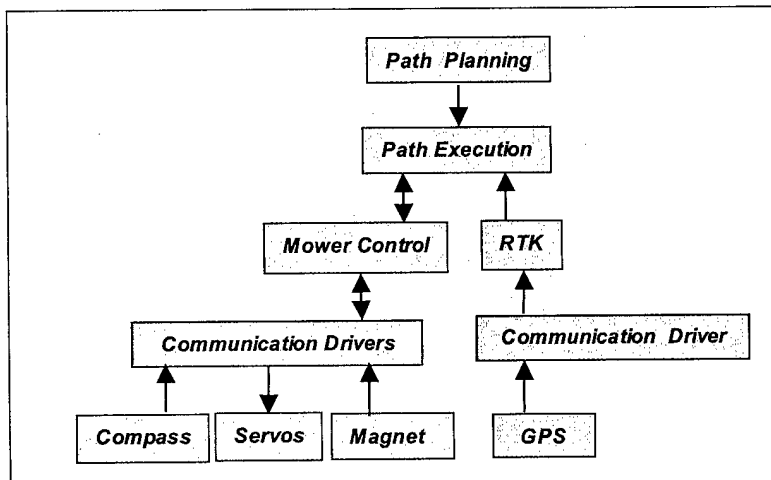 Path Planning
Path Execution
Mower Control
RTK
Communication Drivers
Communication Driver
Compass
Servos
Magnet
GPS